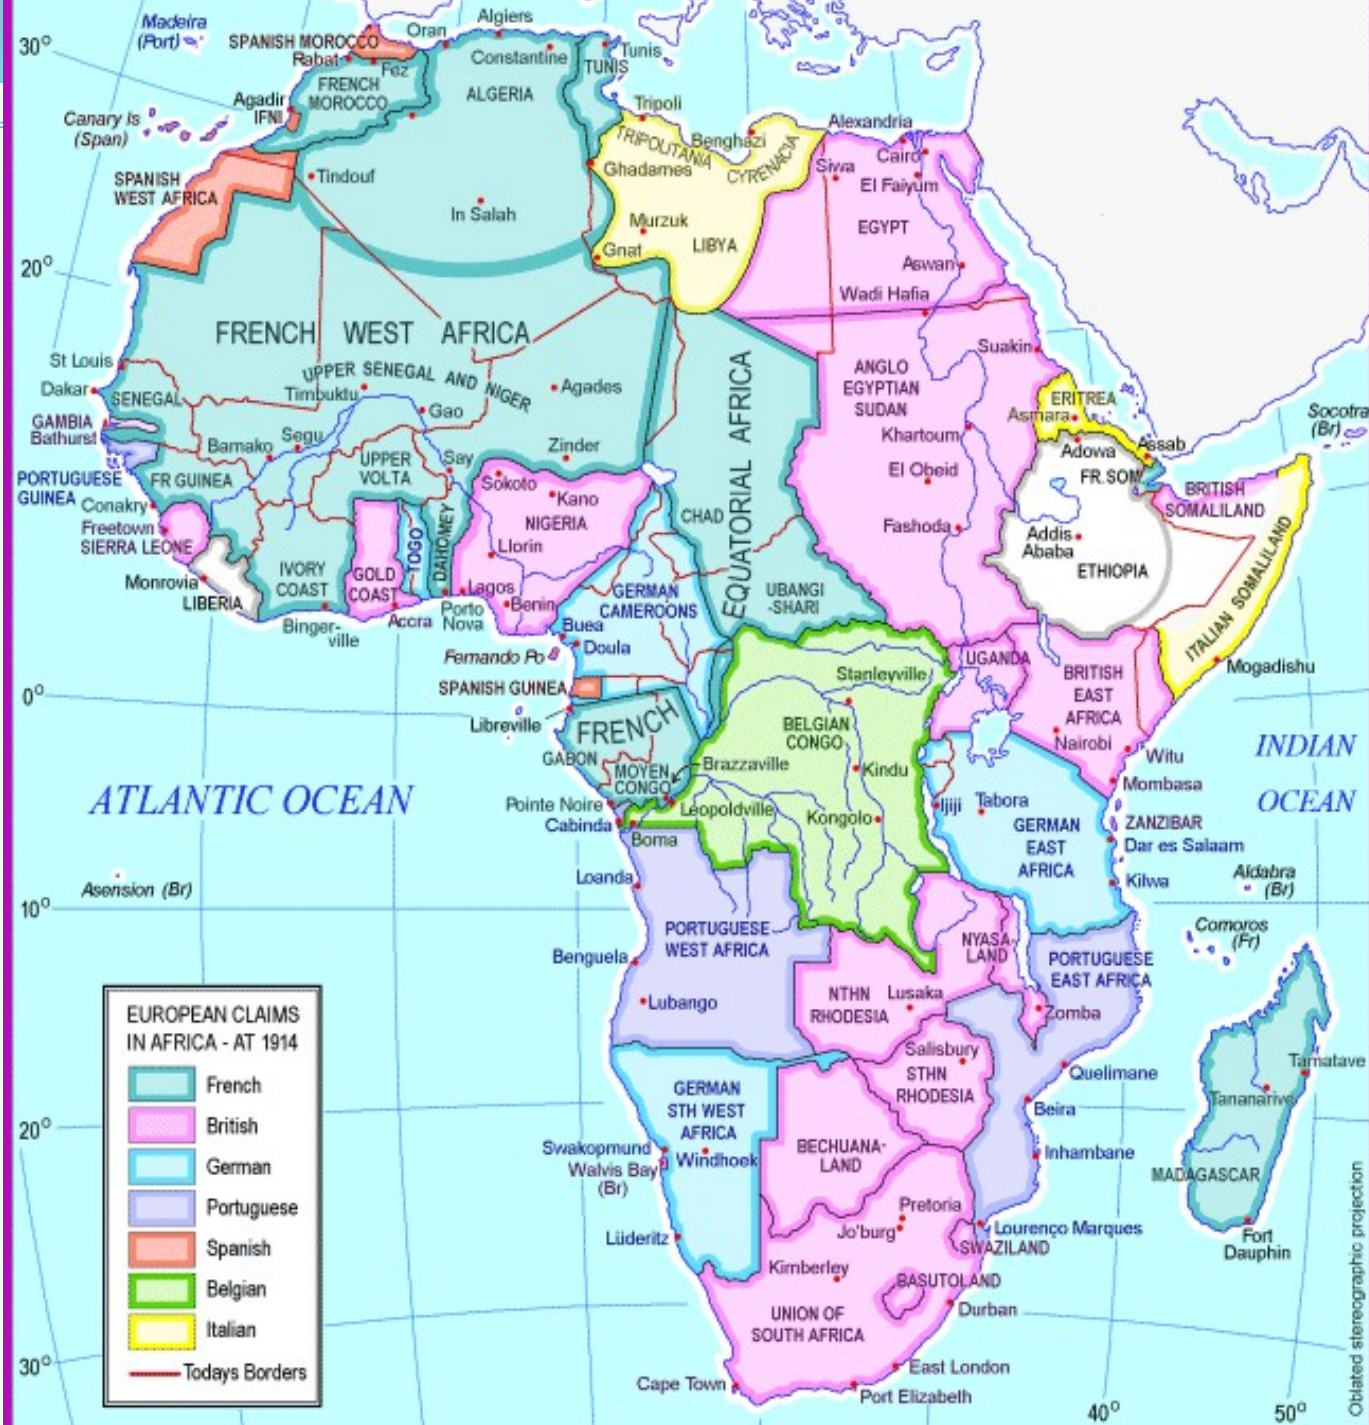 30°
20°
0°
10°
20°
30°
40°
50°
Madeira
(Port)
SPANISH MOROCCO
Rabat
Fez
FRENCH
MOROCCO
Oran
Algiers
Constantine
Tunis
TUNIS
ALGERIA
Agadir
IFNI
Canary Is
(Span)
SPANISH
WEST AFRICA
Tindouf
In Salah
Tripoli
TRIPOLITANIA
Benghazi
CYRENACIA
Ghadames
Murzuk
LIBYA
Gnat
Alexandria
Cairo
Siwa
El Faiyum
EGYPT
Aswan
Wadi Hafia
FRENCH WEST AFRICA
UPPER SENEGAL AND NIGER
Timbuktu
Agades
Gao
St Louis
Dakar
SENEGAL
GAMBIA
Bathurst
Bamako
Segu
Say
Zinder
PORTUGUESE
GUINEA
FR GUINEA
UPPER
VOLTA
Conakry
Freetown
SIERRA LEONE
Monrovia
LIBERIA
IVORY
COAST
Binger-
ville
GOLD
COAST
Accra
TOGO
DAHOMEY
Porto
Nova
Sokoto
Kano
NIGERIA
Llorin
Lagos
Benin
CHAD
EQUATORIAL AFRICA
UBANGI
-SHARI
GERMAN
CAMEROONS
Buea
Doula
Fernando Po
SPANISH GUINEA
Libreville
FRENCH
GABON
MOYEN
CONGO
Brazzaville
Pointe Noire
Cabinda
Boma
Leopoldville
ANGLO
EGYPTIAN
SUDAN
Suakin
Khartoum
El Obeid
Fashoda
ERITREA
Asmara
Assab
Adowa
FR. SOM
Addis
Ababa
ETHIOPIA
BRITISH
SOMALILAND
ITALIAN SOMALILAND
Socotra
(Br)
Mogadishu
UGANDA
BRITISH
EAST
AFRICA
Nairobi
Witu
Mombasa
Stanleyville
BELGIAN
CONGO
Kindu
Kongolo
Ijiji
Tabora
GERMAN
EAST
AFRICA
ZANZIBAR
Dar es Salaam
Kilwa
INDIAN
OCEAN
ATLANTIC OCEAN
Asension (Br)
Aldabra
(Br)
Comoros
(Fr)
Loanda
PORTUGUESE
WEST AFRICA
Benguela
Lubango
NYASA-
LAND
PORTUGUESE
EAST AFRICA
NTHN
RHODESIA
Lusaka
Zomba
Salisbury
STHN
RHODESIA
Quelimane
Beira
Inhambane
Tamatave
Tananarive
MADAGASCAR
Fort
Dauphin
GERMAN
STH WEST
AFRICA
Swakopmund
Walvis Bay
(Br)
Windhoek
Lüderitz
BECHUANA-
LAND
Pretoria
Jo'burg
Lourenço Marques
SWAZILAND
Kimberley
BASUTOLAND
Durban
UNION OF
SOUTH AFRICA
East London
Cape Town
Port Elizabeth
EUROPEAN CLAIMS
IN AFRICA - AT 1914
French
British
German
Portuguese
Spanish
Belgian
Italian
Todays Borders
Oblated stereographic projection